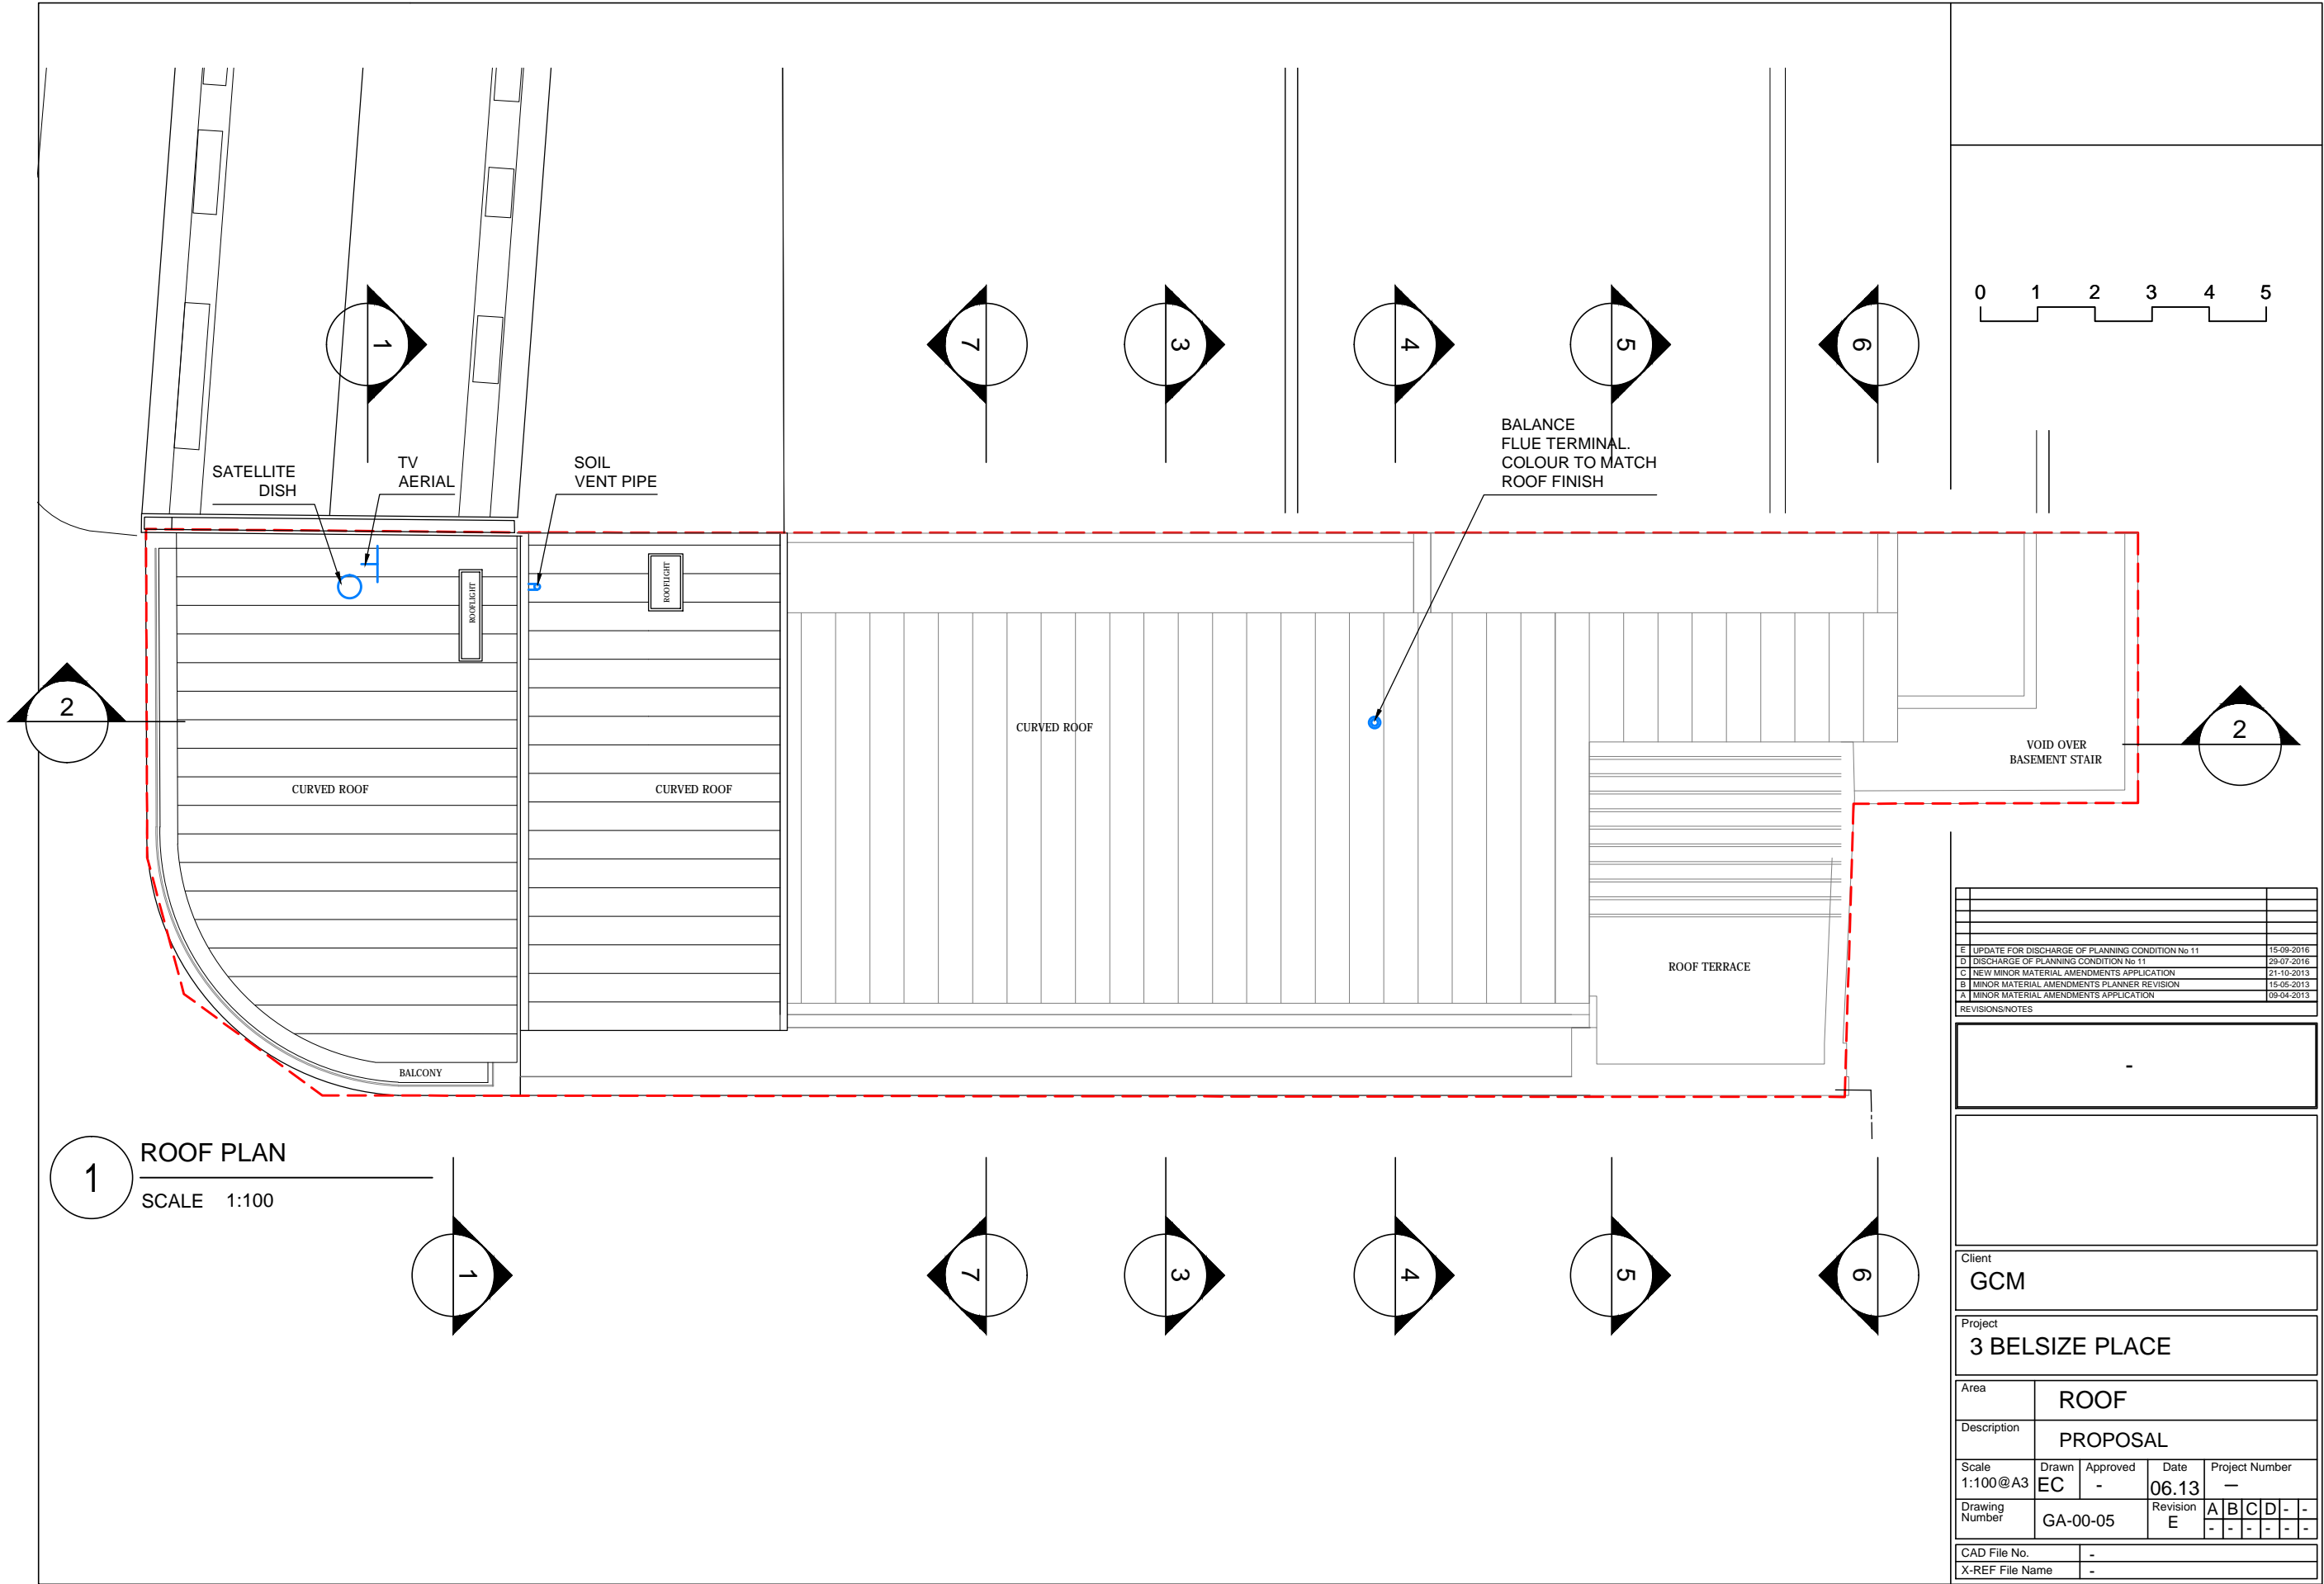 0 1 2 3 4 5
1
7
3
4
5
6
BALANCE
FLUE TERMINAL.
COLOUR TO MATCH
ROOF FINISH
SATELLITE
DISH
TV
AERIAL
SOIL
VENT PIPE
ROOFLIGHT
ROOFLIGHT
2
CURVED ROOF
2
VOID OVER
BASEMENT STAIR
CURVED ROOF
CURVED ROOF
ROOF TERRACE
BALCONY
1
ROOF PLAN
SCALE 1:100
1
7
3
4
5
6
E UPDATE FOR DISCHARGE OF PLANNING CONDITION No 11 15-09-2016
D DISCHARGE OF PLANNING CONDITION No 11 29-07-2016
C NEW MINOR MATERIAL AMENDMENTS APPLICATION 21-10-2013
B MINOR MATERIAL AMENDMENTS PLANNER REVISION 15-05-2013
A MINOR MATERIAL AMENDMENTS APPLICATION 09-04-2013
REVISIONS/NOTES
-
Client
GCM
Project
3 BELSIZE PLACE
Area
ROOF
Description
PROPOSAL
Scale Drawn Approved Date Project Number
1:100@A3 EC - 06.13 –
Drawing Number GA-00-05 Revision E A B C D - -
- - - - - -
CAD File No. -
X-REF File Name -